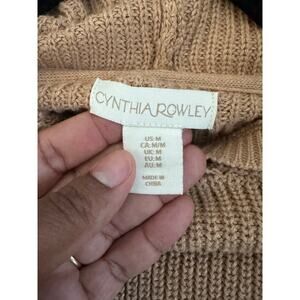 CYNTHIA ROWLEY
US: M
CA: M/M
UK: M
EU: M
AU: M
MADE IN
CHINA